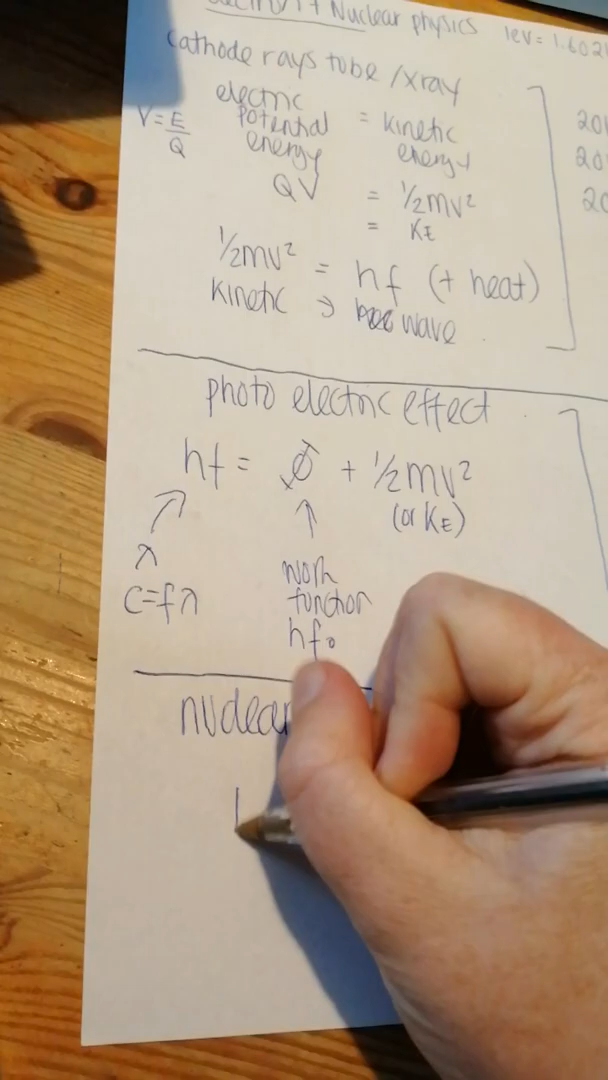 + Nuclear physics 1eV = 1.602
Cathode rays tube / xray
V = E/Q
electric potential energy = kinetic energy
QV = 1/2mv²
= KE
1/2mv² = hf (+ heat)
kinetic → wave
photo electric effect
hf = ϕ + 1/2mv²
(or KE)
λ
c=fλ
work
function
hf₀
nuclear